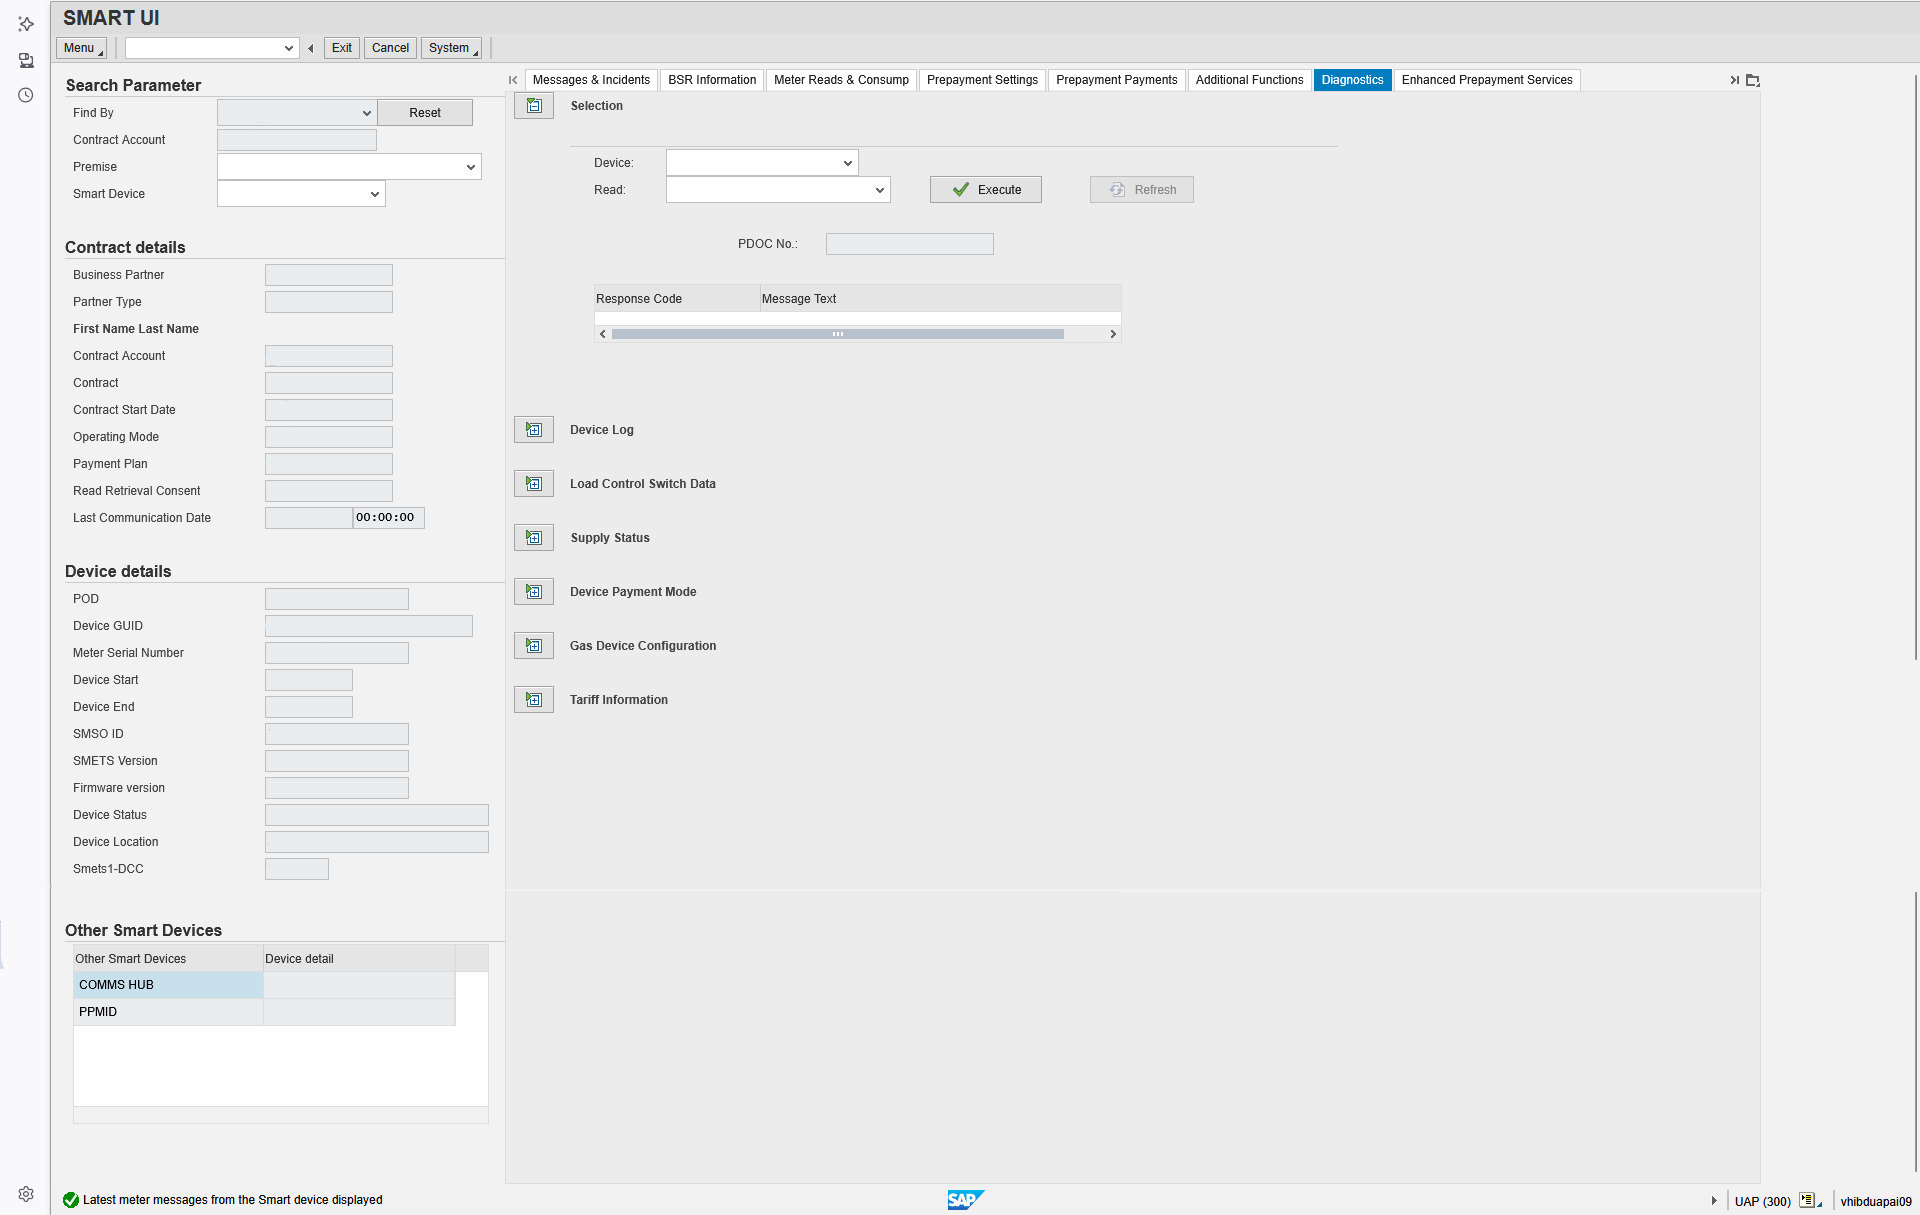 SMART UI
Menu
Exit
Cancel
System
Search Parameter
Find By
Reset
Contract Account
Premise
Smart Device
Contract details
Business Partner
Partner Type
First Name Last Name
Contract Account
Contract
Contract Start Date
Operating Mode
Payment Plan
Read Retrieval Consent
Last Communication Date
00:00:00
Device details
POD
Device GUID
Meter Serial Number
Device Start
Device End
SMSO ID
SMETS Version
Firmware version
Device Status
Device Location
Smets1-DCC
Other Smart Devices
Other Smart Devices
Device detail
COMMS HUB
PPMID
Messages & Incidents
BSR Information
Meter Reads & Consump
Prepayment Settings
Prepayment Payments
Additional Functions
Diagnostics
Enhanced Prepayment Services
Selection
Device:
Read:
Execute
Refresh
PDOC No.:
Response Code
Message Text
Device Log
Load Control Switch Data
Supply Status
Device Payment Mode
Gas Device Configuration
Tariff Information
Latest meter messages from the Smart device displayed
SAP
UAP (300)
vhibduapai09